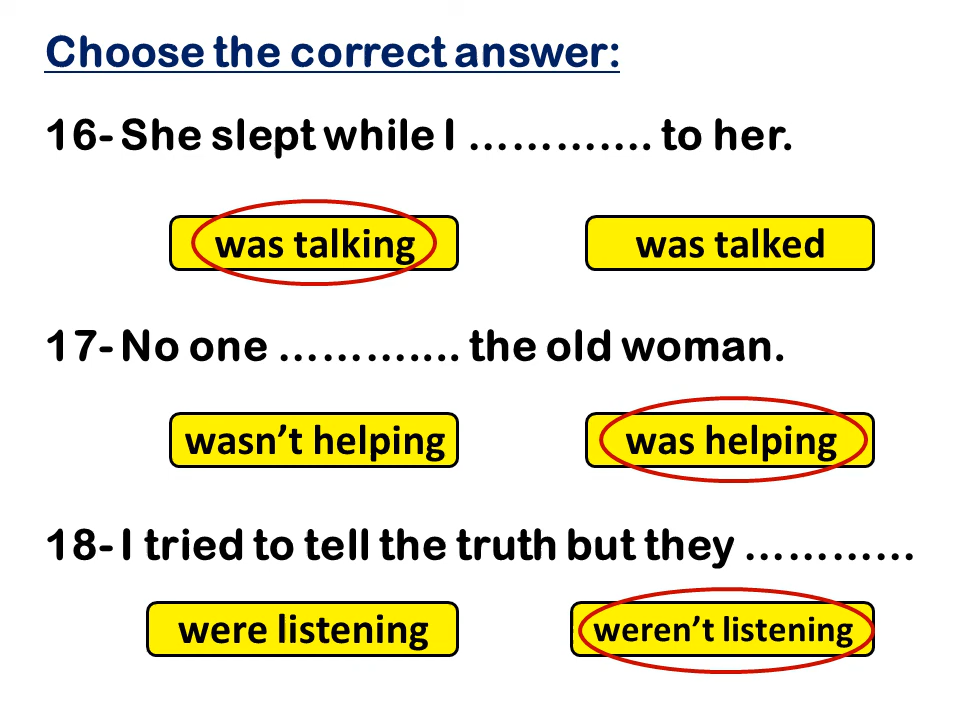 Choose the correct answer:
16- She slept while I …………. to her.
was talking was talked
17- No one ………….. the old woman.
wasn’t helping was helping
18- I tried to tell the truth but they …………
were listening weren’t listening